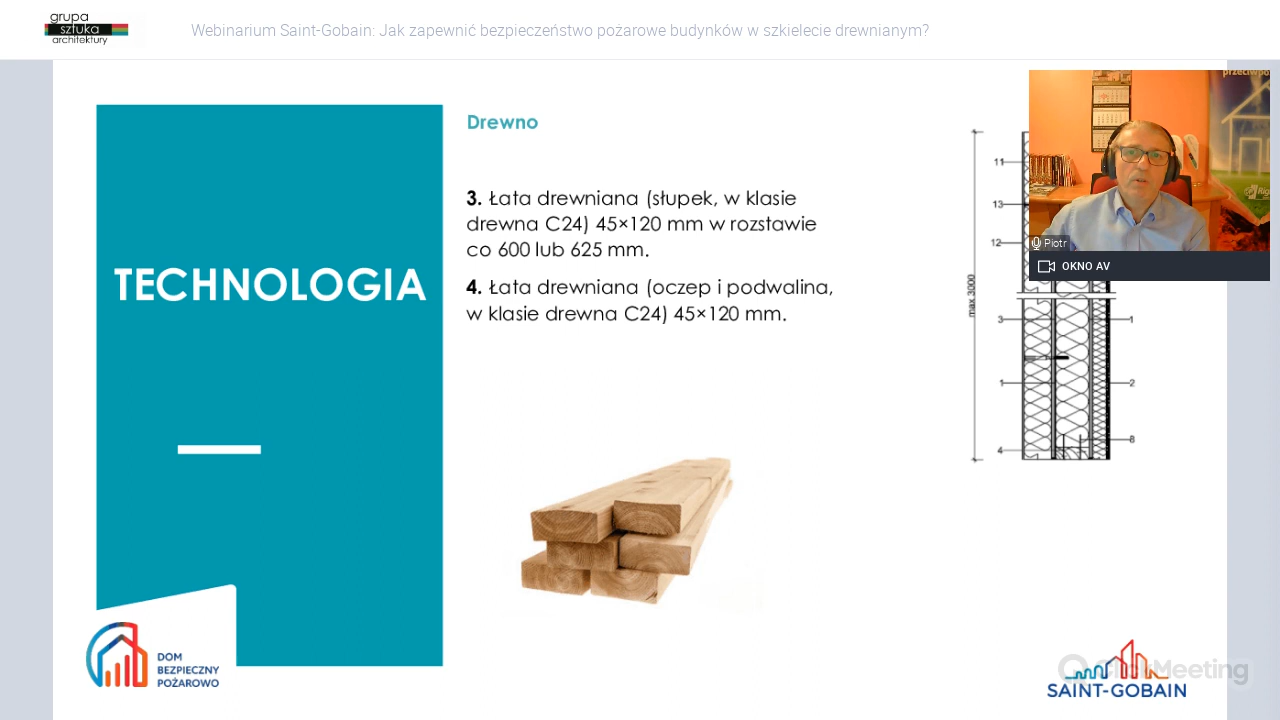 grupa
sztuka
architektury
Webinarium Saint-Gobain: Jak zapewnić bezpieczeństwo pożarowe budynków w szkielecie drewnianym?
przeciwpo
Drewno
3. Łata drewniana (słupek, w klasie
drewna C24) 45×120 mm w rozstawie
co 600 lub 625 mm.
4. Łata drewniana (oczep i podwalina,
w klasie drewna C24) 45×120 mm.
TECHNOLOGIA
11
13
12
Piotr
OKNO AV
max. 3000
3
1
1
2
4
8
DOM
BEZPIECZNY
POŻAROWO
ClickMeeting
SAINT-GOBAIN